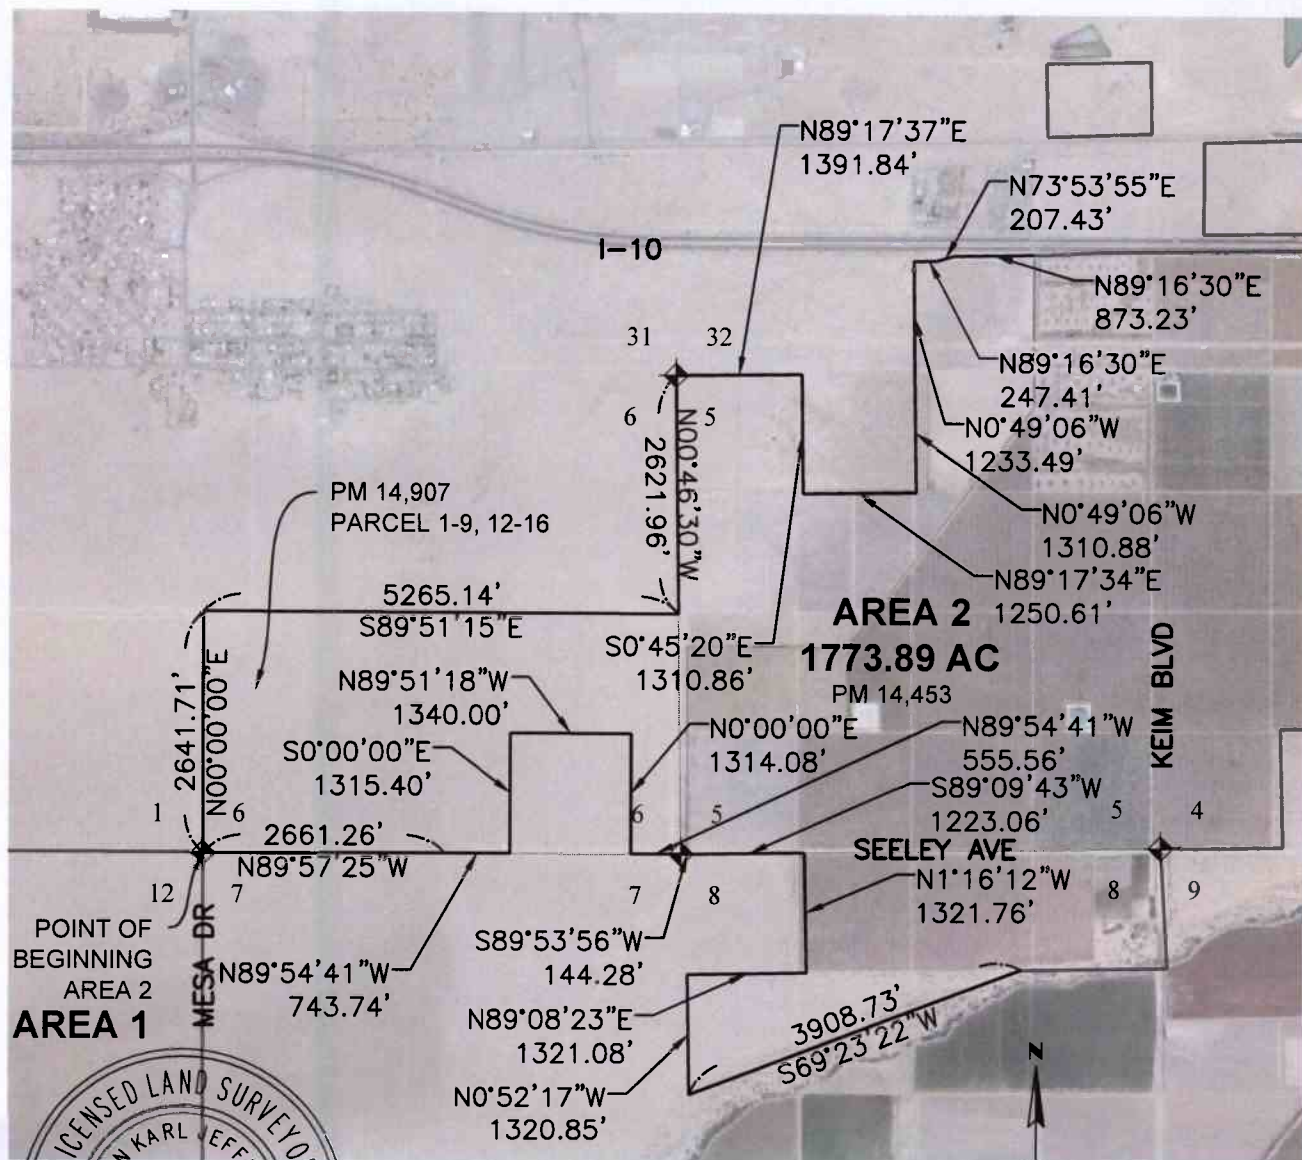 N89°17'37"E
1391.84'
N73°53'55"E
207.43'
I-10
N89°16'30"E
873.23'
31
32
N89°16'30"E
247.41'
6
5
N00°46'30"W
2621.96'
N0°49'06"W
1233.49'
PM 14,907
PARCEL 1-9, 12-16
N0°49'06"W
1310.88'
N89°17'34"E
1250.61'
5265.14'
S89°51'15"E
AREA 2
1773.89 AC
PM 14,453
S0°45'20"E
1310.86'
KEIM BLVD
2641.71'
N00°00'00"E
N89°51'18"W
1340.00'
N0°00'00"E
1314.08'
N89°54'41"W
555.56'
S0°00'00"E
1315.40'
S89°09'43"W
1223.06'
1
6
6
5
5
4
2661.26'
N89°57'25"W
SEELEY AVE
12
7
7
8
8
9
N1°16'12"W
1321.76'
POINT OF
BEGINNING
AREA 2
AREA 1
MESA DR
S89°53'56"W
144.28'
N89°54'41"W
743.74'
N89°08'23"E
1321.08'
3908.73'
S69°23'22"W
N0°52'17"W
1320.85'
N
LAND
KARL